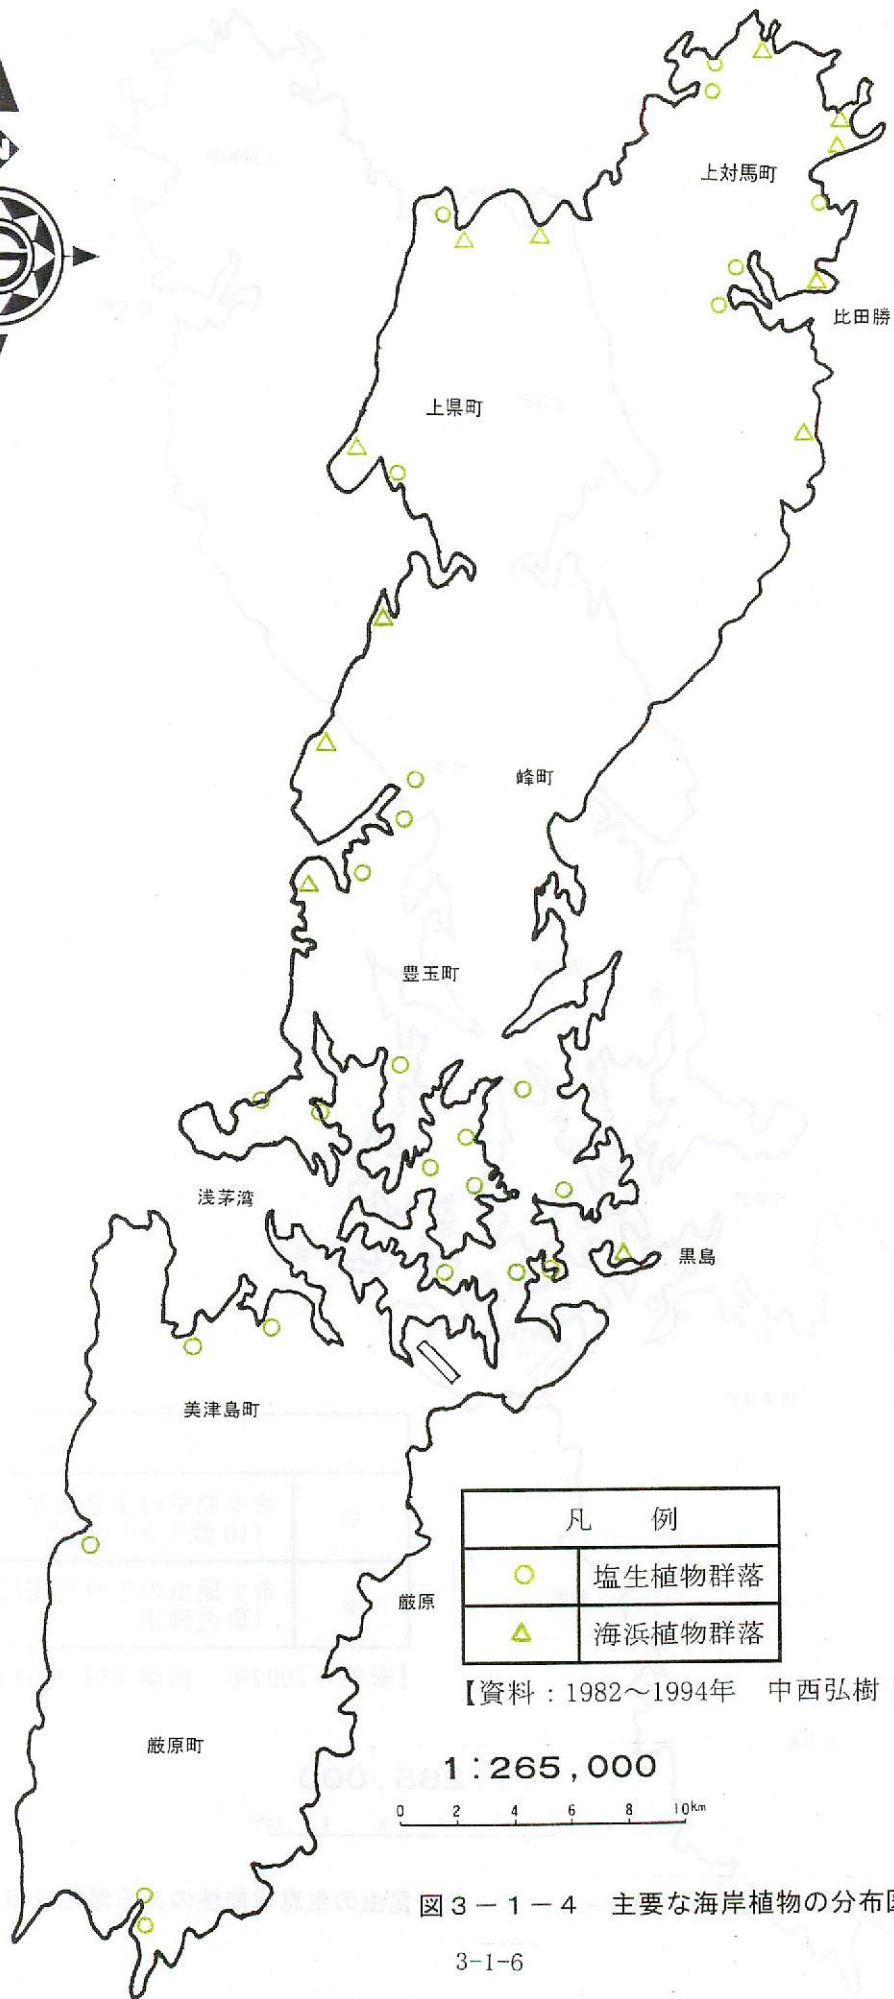 上対馬町
比田勝
上県町
峰町
豊玉町
浅茅湾
黒島
美津島町
凡 例
塩生植物群落
海浜植物群落
厳原
【資料：1982～1994年 中西弘樹
厳原町
1:265,000
0 2 4 6 8 10km
図3－1－4 主要な海岸植物の分布図
3-1-6